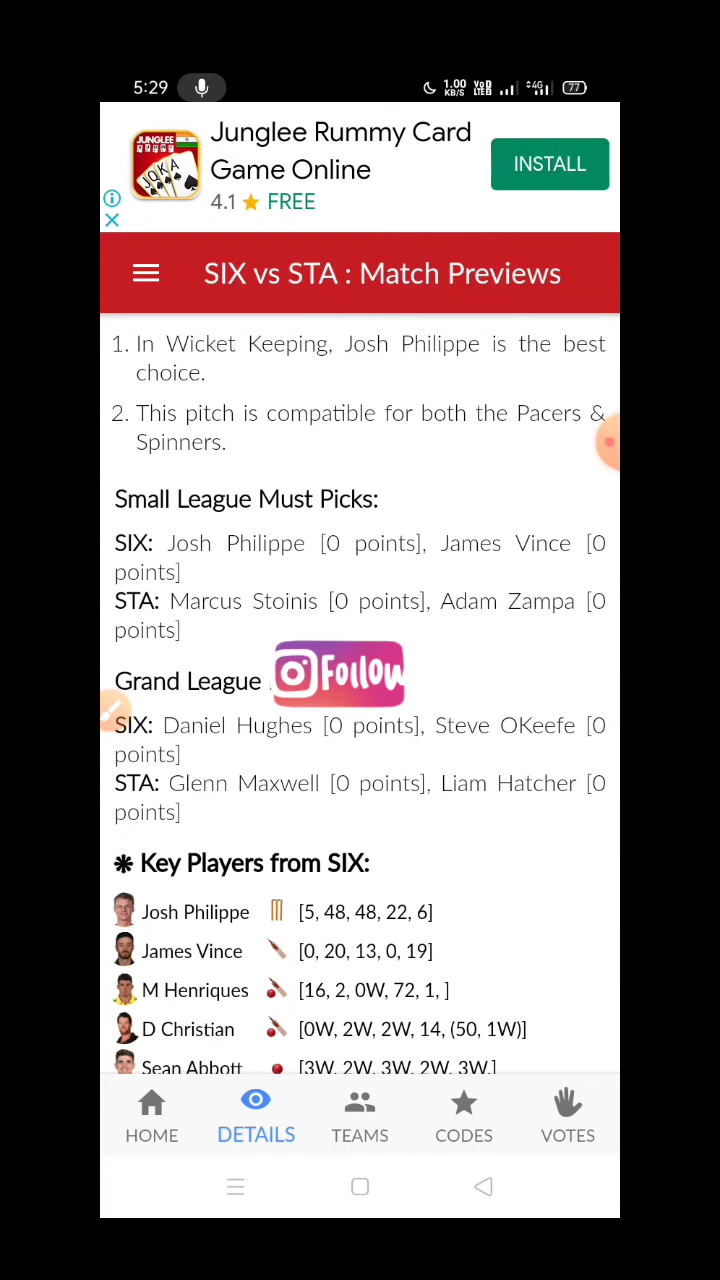 5:29
1.00 KB/S
VoD LTE
4G
77
Junglee Rummy Card
Game Online
INSTALL
4.1 ★ FREE
JUNGLEE
SIX vs STA : Match Previews
1. In Wicket Keeping, Josh Philippe is the best
choice.
2. This pitch is compatible for both the Pacers &
Spinners.
Small League Must Picks:
SIX: Josh Philippe [0 points], James Vince [0
points]
STA: Marcus Stoinis [0 points], Adam Zampa [0
points]
Grand League
Follow
SIX: Daniel Hughes [0 points], Steve OKeefe [0
points]
STA: Glenn Maxwell [0 points], Liam Hatcher [0
points]
❋ Key Players from SIX:
Josh Philippe [5, 48, 48, 22, 6]
James Vince [0, 20, 13, 0, 19]
M Henriques [16, 2, 0W, 72, 1, ]
D Christian [0W, 2W, 2W, 14, (50, 1W)]
Sean Abbott [3W, 2W, 3W, 2W, 3W,]
HOME DETAILS TEAMS CODES VOTES